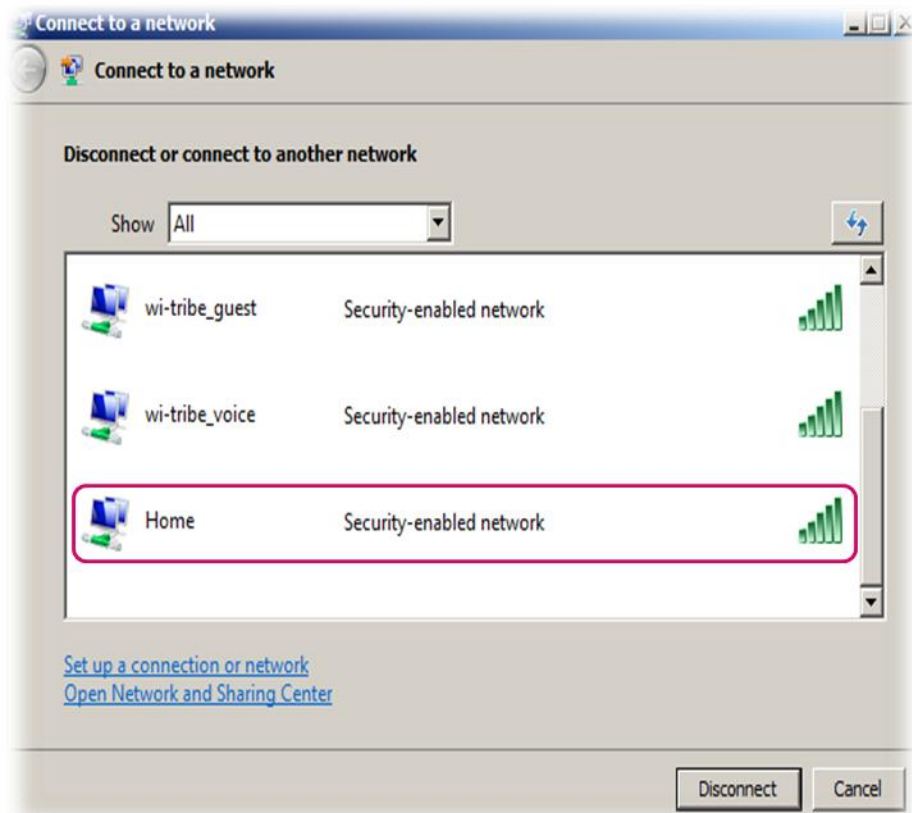 Connect to a network
Connect to a network
Disconnect or connect to another network
Show All
wi-tribe_guest Security-enabled network
wi-tribe_voice Security-enabled network
Home Security-enabled network
Set up a connection or network
Open Network and Sharing Center
Disconnect Cancel